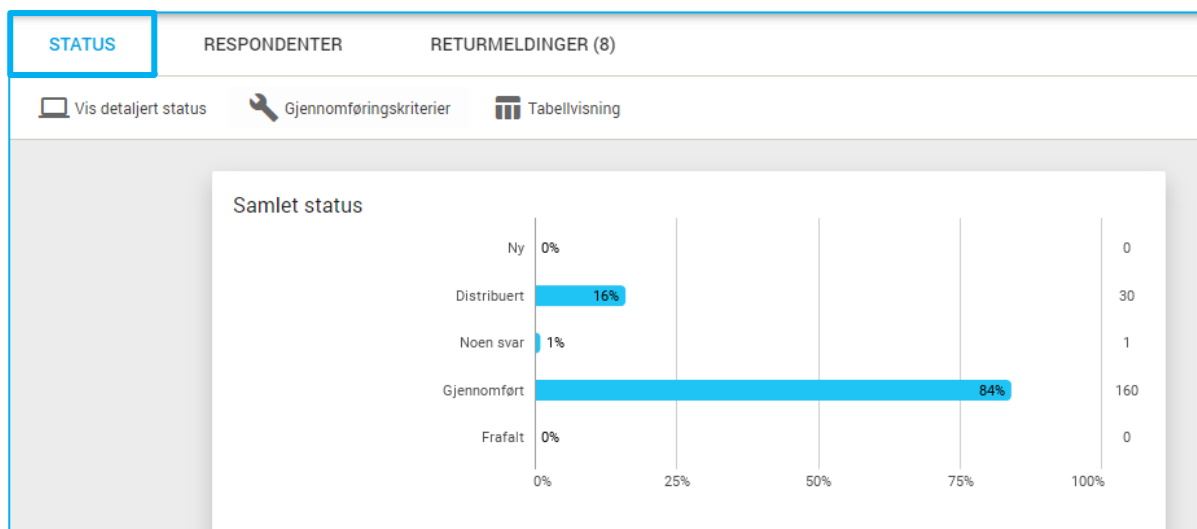 STATUS RESPONDENTER RETURMELDINGER (8)
Vis detaljert status Gjennomføringskriterier Tabellvisning
Samlet status
Ny 0% 0
Distribuert 16% 30
Noen svar 1% 1
Gjennomført 84% 160
Frafalt 0% 0
0% 25% 50% 75% 100%